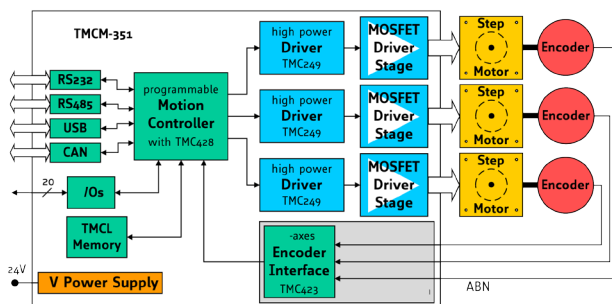 TMCM-351
RS232
RS485
USB
CAN
20
/Os
TMCL
Memory
24V
V Power Supply
programmable
Motion
Controller
with TMC428
high power
Driver
TMC249
MOSFET
Driver
Stage
Step
Motor
Encoder
high power
Driver
TMC249
MOSFET
Driver
Stage
Step
Motor
Encoder
high power
Driver
TMC249
MOSFET
Driver
Stage
Step
Motor
Encoder
-axes
Encoder
Interface
TMC423
ABN